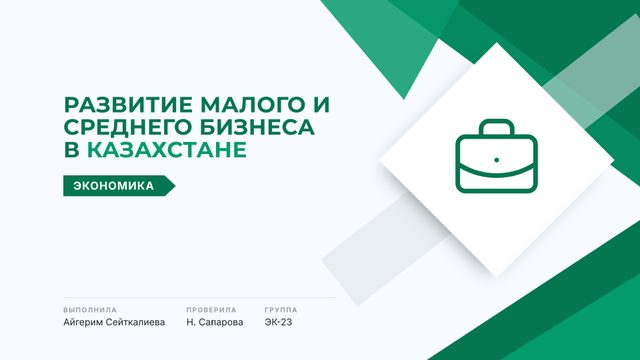 РАЗВИТИЕ МАЛОГО И
СРЕДНЕГО БИЗНЕСА
В КАЗАХСТАНЕ
ЭКОНОМИКА
ВЫПОЛНИЛА
Айгерим Сейткалиева
ПРОВЕРИЛА
Н. Сапарова
ГРУППА
ЭК-23